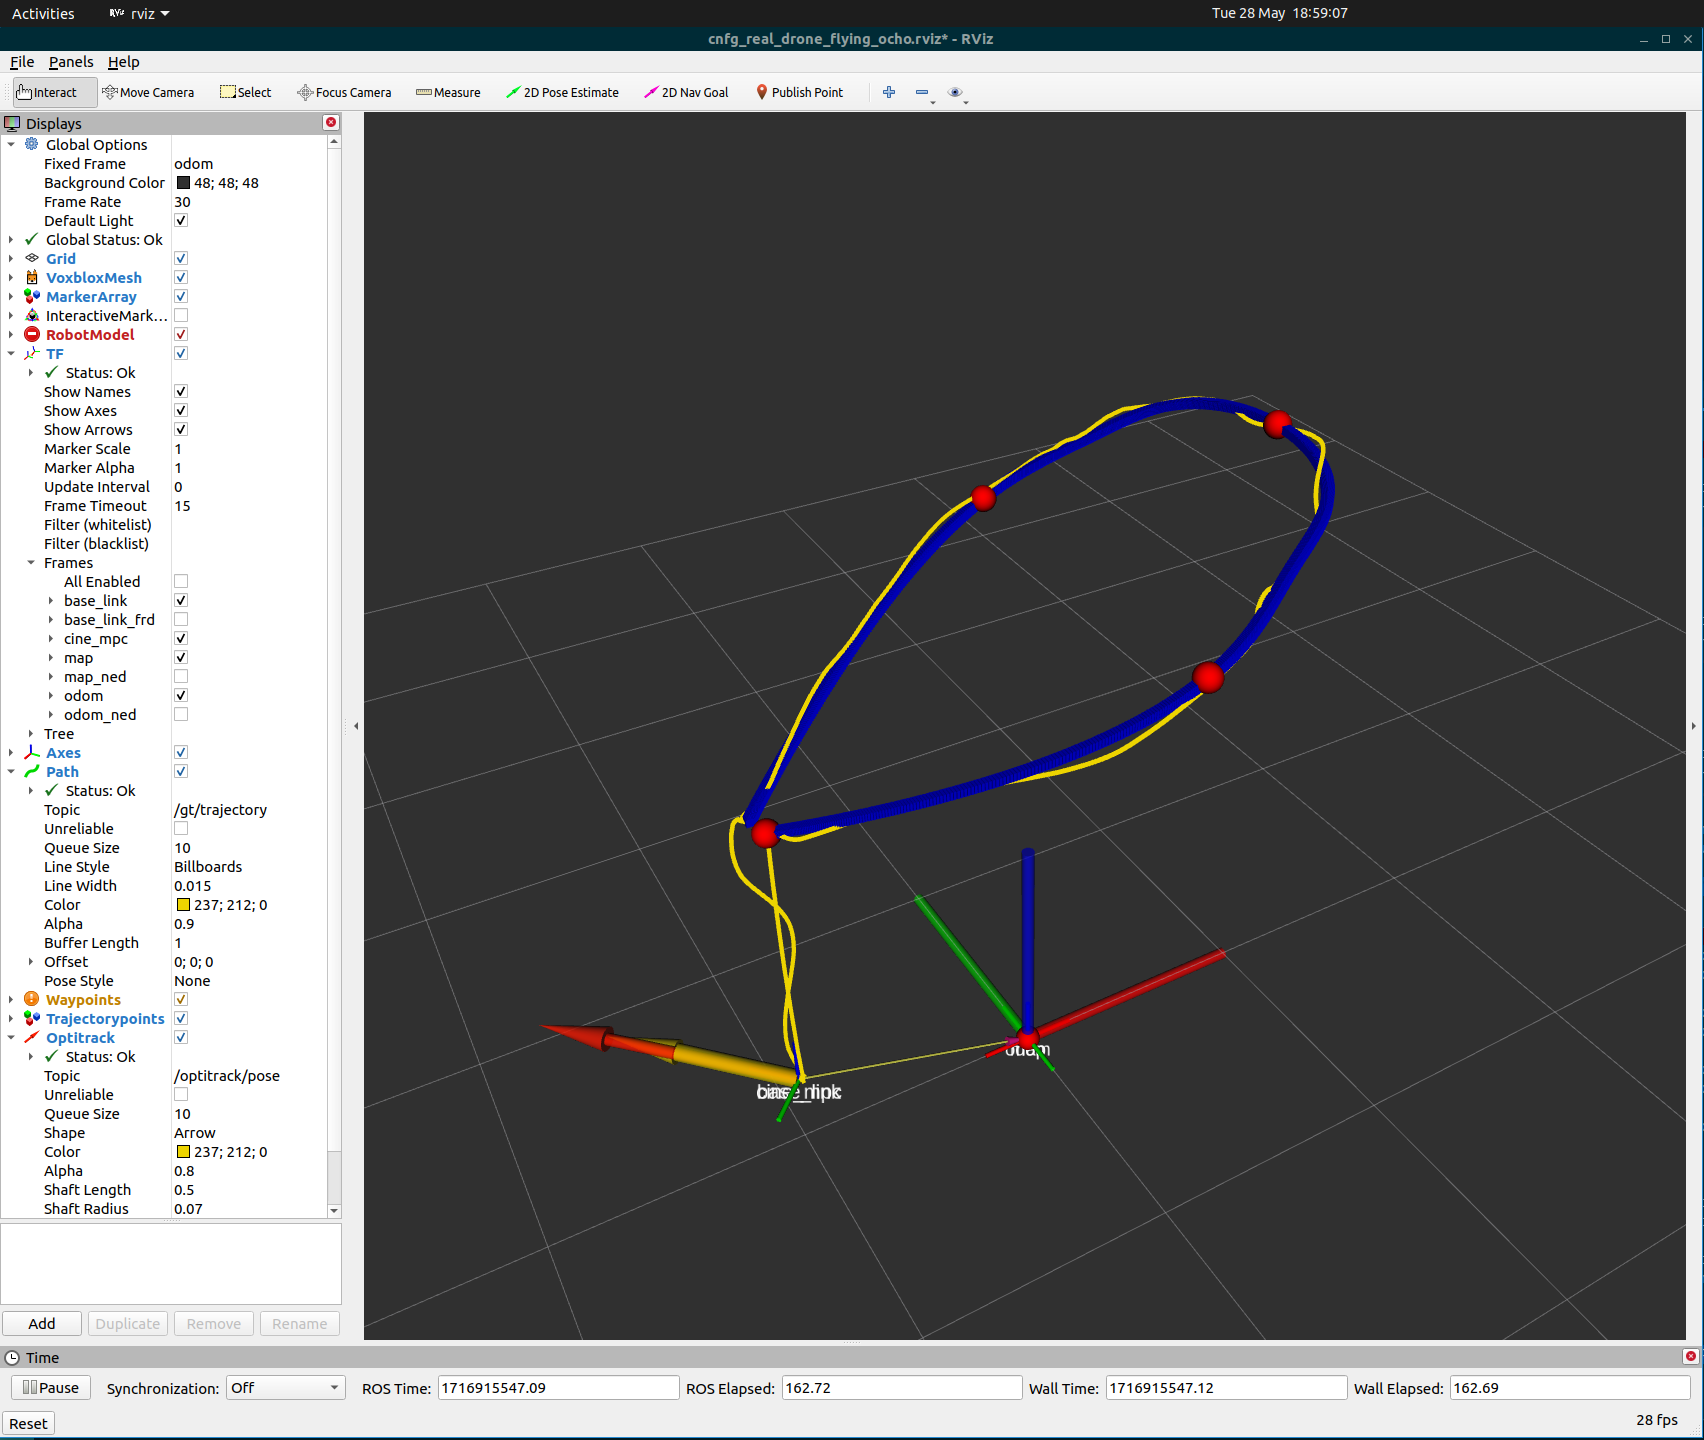 Activities rviz Tue 28 May 18:59:07
cnfg_real_drone_flying_ocho.rviz* - RViz
File Panels Help
Interact Move Camera Select Focus Camera Measure 2D Pose Estimate 2D Nav Goal Publish Point
Displays
Global Options
Fixed Frame odom
Background Color 48; 48; 48
Frame Rate 30
Default Light
Global Status: Ok
Grid
VoxbloxMesh
MarkerArray
InteractiveMark...
RobotModel
TF
Status: Ok
Show Names
Show Axes
Show Arrows
Marker Scale 1
Marker Alpha 1
Update Interval 0
Frame Timeout 15
Filter (whitelist)
Filter (blacklist)
Frames
All Enabled
base_link
base_link_frd
cine_mpc
map
map_ned
odom
odom_ned
Tree
Axes
Path
Status: Ok
Topic /gt/trajectory
Unreliable
Queue Size 10
Line Style Billboards
Line Width 0.015
Color 237; 212; 0
Alpha 0.9
Buffer Length 1
Offset 0; 0; 0
Pose Style None
Waypoints
Trajectorypoints
Optitrack
Status: Ok
Topic /optitrack/pose
Unreliable
Queue Size 10
Shape Arrow
Color 237; 212; 0
Alpha 0.8
Shaft Length 0.5
Shaft Radius 0.07
Add Duplicate Remove Rename
Time
Pause Synchronization: Off ROS Time: 1716915547.09 ROS Elapsed: 162.72 Wall Time: 1716915547.12 Wall Elapsed: 162.69
Reset 28 fps